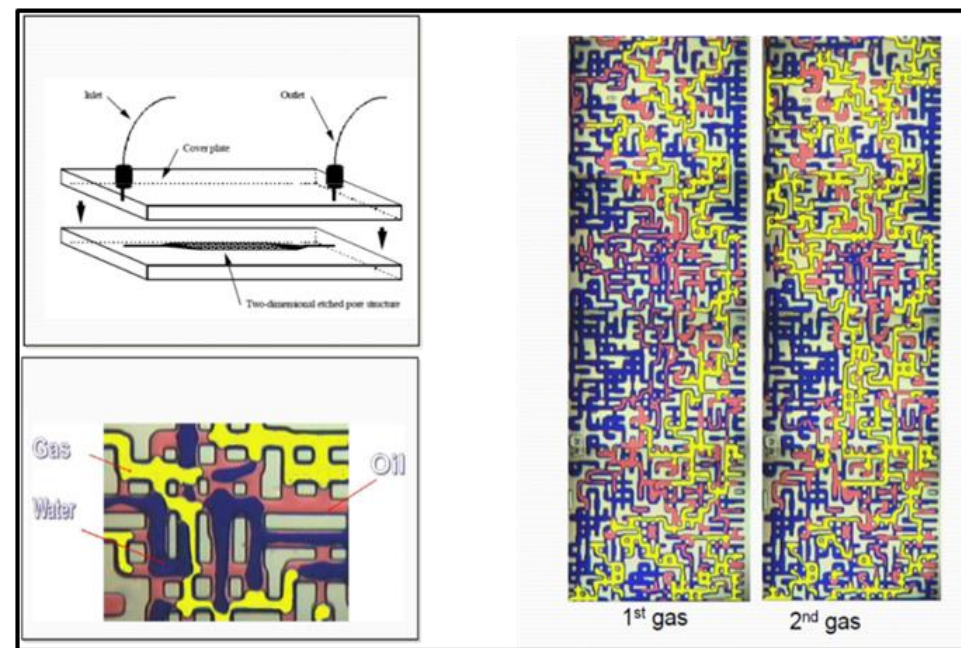 Inlet
Outlet
Cover plate
Two-dimensional etched pore structure
Gas
Oil
Water
1st gas
2nd gas